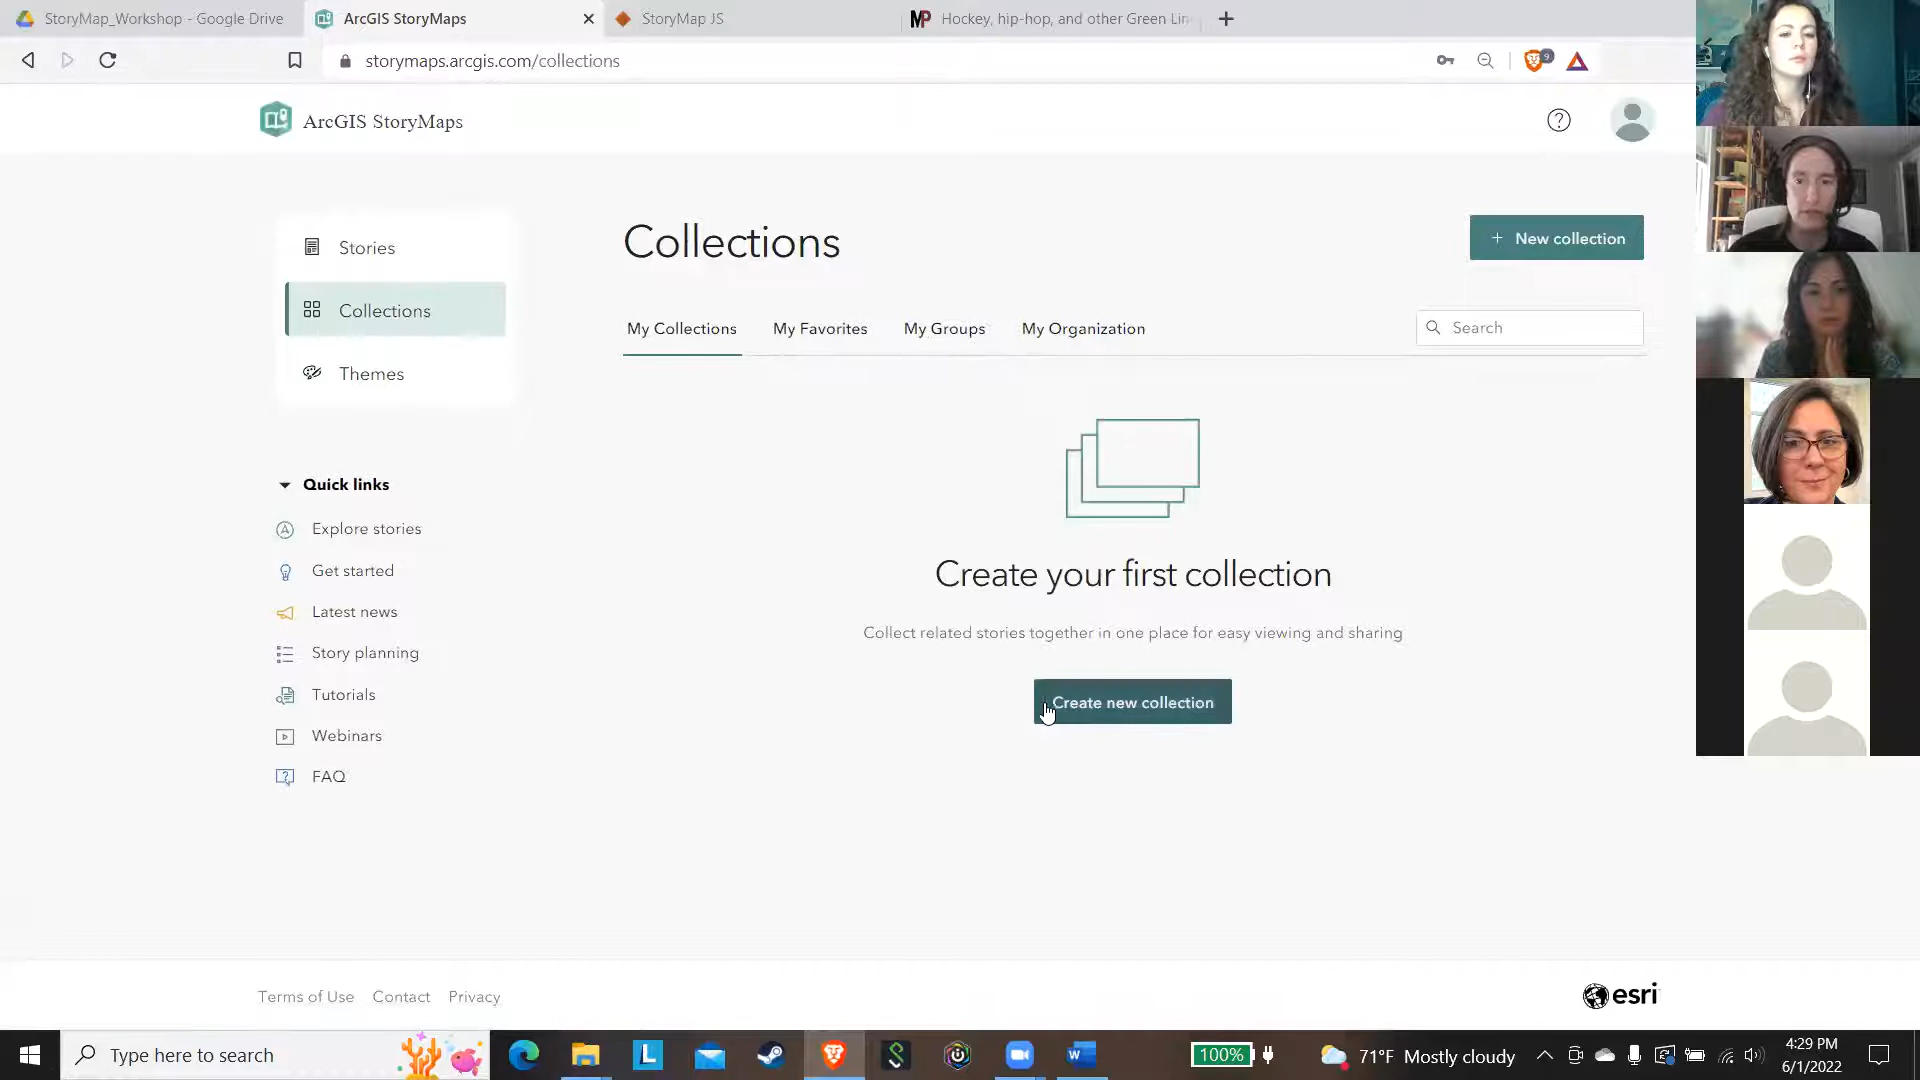 StoryMap_Workshop - Google Drive
ArcGIS StoryMaps
StoryMap JS
MP Hockey, hip-hop, and other Green Lin
storymaps.arcgis.com/collections
9
ArcGIS StoryMaps
Stories
Collections
Themes
Quick links
Explore stories
Get started
Latest news
Story planning
Tutorials
Webinars
FAQ
Collections
+ New collection
My Collections
My Favorites
My Groups
My Organization
Search
Create your first collection
Collect related stories together in one place for easy viewing and sharing
Create new collection
Terms of Use
Contact
Privacy
esri
Type here to search
L
W
100%
71°F Mostly cloudy
4:29 PM
6/1/2022